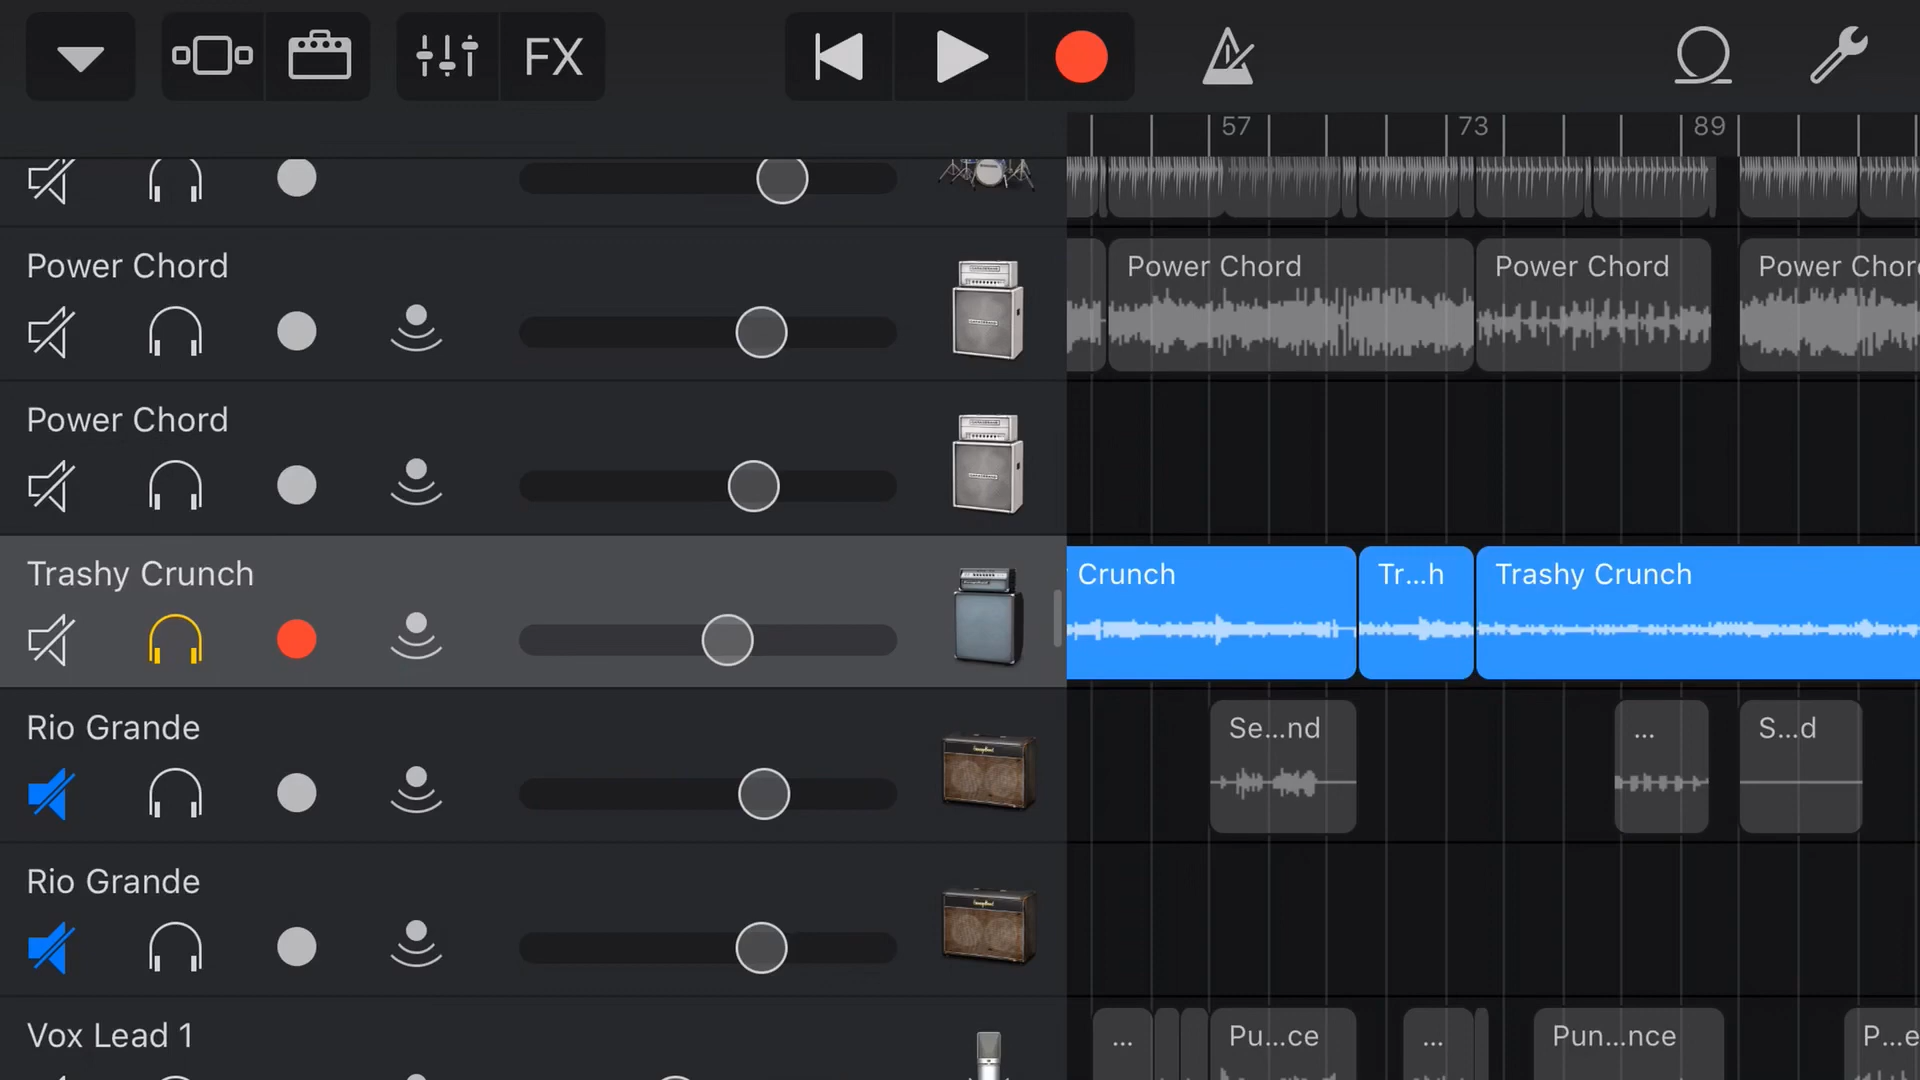 FX
57 73 89
Power Chord
Power Chord Power Chord Power Chor
Power Chord
Trashy Crunch
Crunch Tr...h Trashy Crunch
Rio Grande
Se...nd ... S...d
Rio Grande
Vox Lead 1
... Pu...ce ... Pun...nce P...e